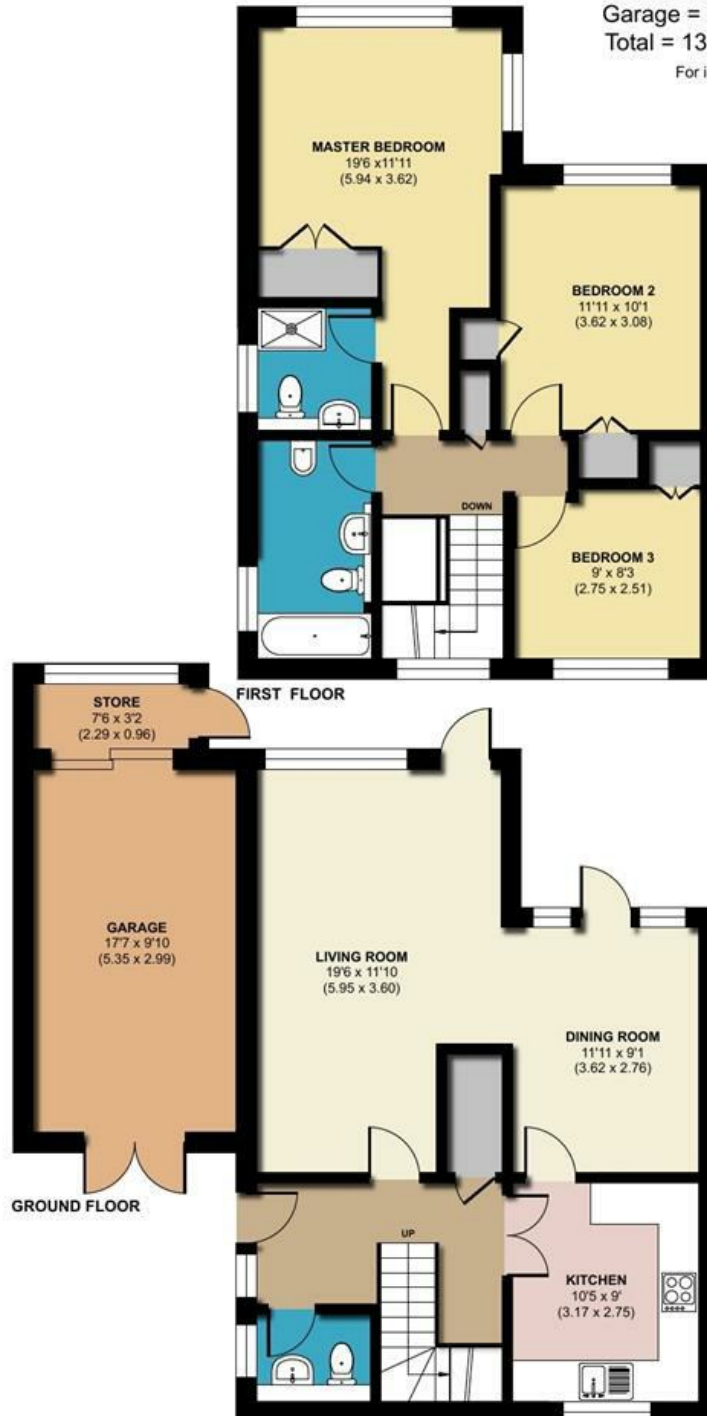 Garage =
Total = 13
For i
MASTER BEDROOM
19'6 x11'11
(5.94 x 3.62)
BEDROOM 2
11'11 x 10'1
(3.62 x 3.08)
DOWN
BEDROOM 3
9' x 8'3
(2.75 x 2.51)
FIRST FLOOR
STORE
7'6 x 3'2
(2.29 x 0.96)
GARAGE
17'7 x 9'10
(5.35 x 2.99)
LIVING ROOM
19'6 x 11'10
(5.95 x 3.60)
DINING ROOM
11'11 x 9'1
(3.62 x 2.76)
GROUND FLOOR
UP
KITCHEN
10'5 x 9'
(3.17 x 2.75)